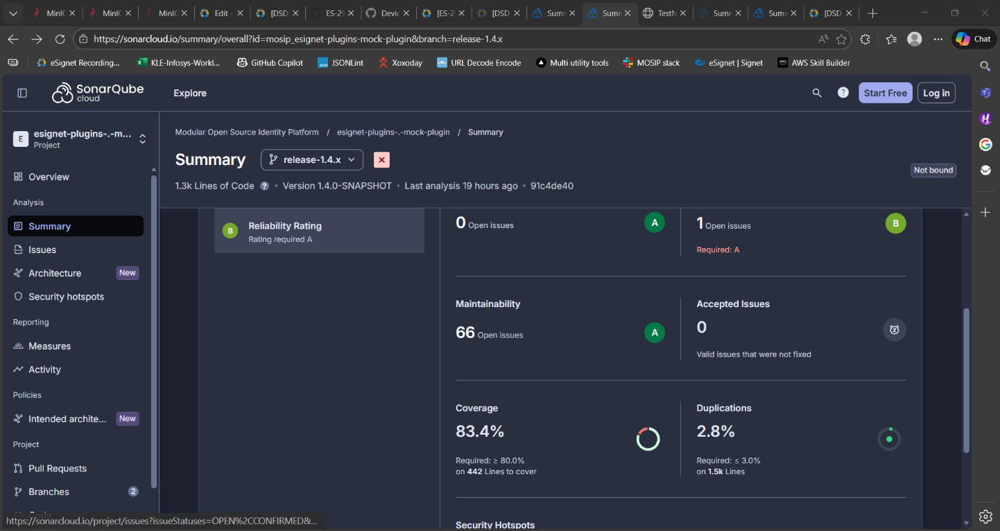 MinIC
MinIC
MinIC
Edit -
[DSD
ES-29
Devic
[ES-2
[DSD
Summ
Summ
TestN
Summ
Summ
[DSD
https://sonarcloud.io/summary/overall?id=mosip_esignet-plugins-mock-plugin&branch=release-1.4.x
Chat
eSignet Recording...
KLE-Infosys-Workl...
GitHub Copilot
JSONLint
Xoxoday
URL Decode Encode
Multi utility tools
MOSIP slack
eSignet | Signet
AWS Skill Builder
SonarQube
cloud
Explore
Start Free
Log in
E
esignet-plugins-.-m...
Project
Overview
Analysis
Summary
Issues
Architecture
New
Security hotspots
Reporting
Measures
Activity
Policies
Intended archite...
New
Project
Pull Requests
Branches
2
Code
https://sonarcloud.io/project/issues?issueStatuses=OPEN%2CCONFIRMED&...
Modular Open Source Identity Platform / esignet-plugins-.-mock-plugin / Summary
Summary
release-1.4.x
Not bound
1.3k Lines of Code ? • Version 1.4.0-SNAPSHOT • Last analysis 19 hours ago • 91c4de40
B
Reliability Rating
Rating required A
0 Open issues
A
1 Open issues
B
Required: A
Maintainability
66 Open issues
A
Accepted Issues
0
Valid issues that were not fixed
Coverage
83.4%
Required: ≥ 80.0%
on 442 Lines to cover
Duplications
2.8%
Required: ≤ 3.0%
on 1.5k Lines
Security Hotspots